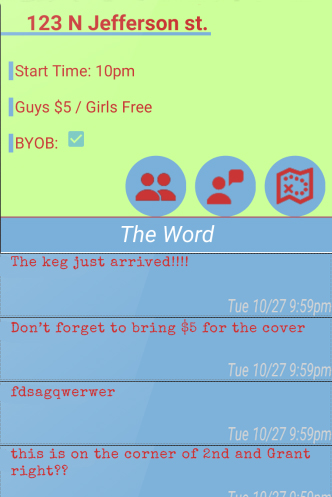 123 N Jefferson st.
Start Time: 10pm
Guys $5 / Girls Free
BYOB:
The Word
The keg just arrived!!!!
Tue 10/27 9:59pm
Don't forget to bring $5 for the cover
Tue 10/27 9:59pm
fdsagqwerwer
Tue 10/27 9:59pm
this is on the corner of 2nd and Grant
right??
Tue 10/27 9:59pm